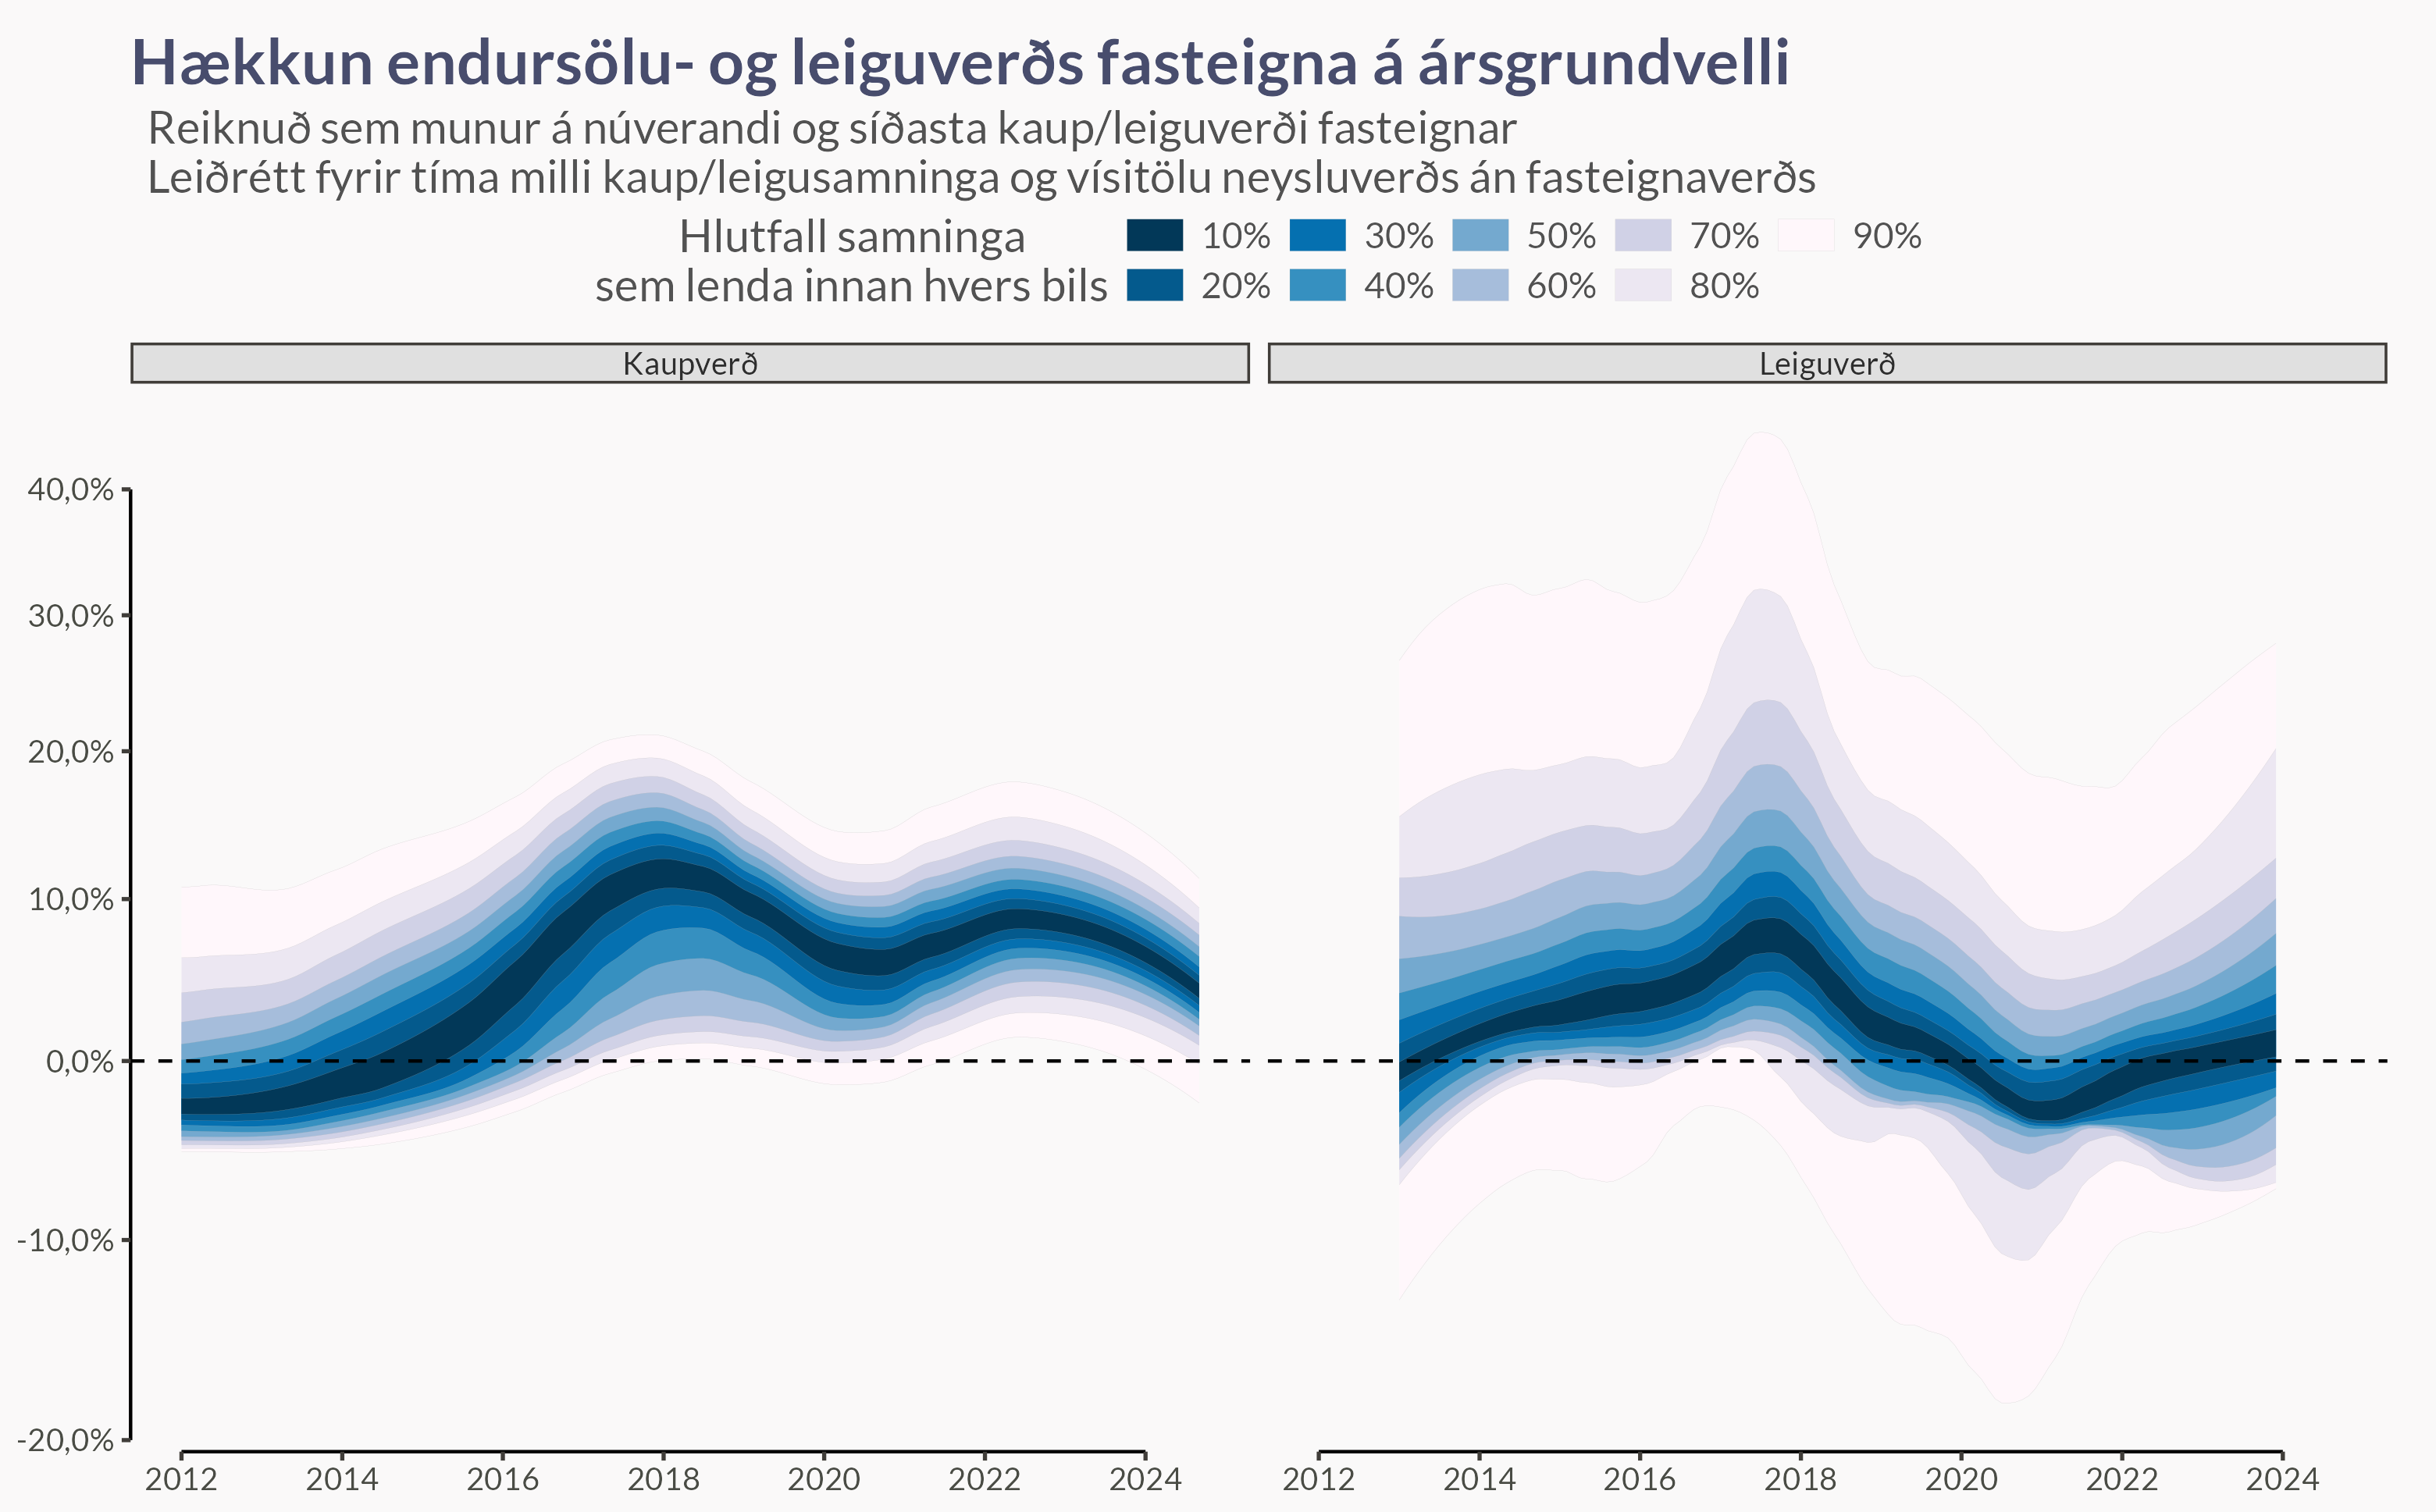 Hækkun endursölu- og leiguverðs fasteigna á ársgrundvelli
Reiknuð sem munur á núverandi og síðasta kaup/leiguverði fasteignar
Leiðrétt fyrir tíma milli kaup/leigusamninga og vísitölu neysluverðs án fasteignaverðs
Hlutfall samninga
sem lenda innan hvers bils
10% 30% 50% 70% 90%
20% 40% 60% 80%
Kaupverð Leiguverð
40,0%
30,0%
20,0%
10,0%
0,0%
-10,0%
-20,0%
2012 2014 2016 2018 2020 2022 2024 2012 2014 2016 2018 2020 2022 2024